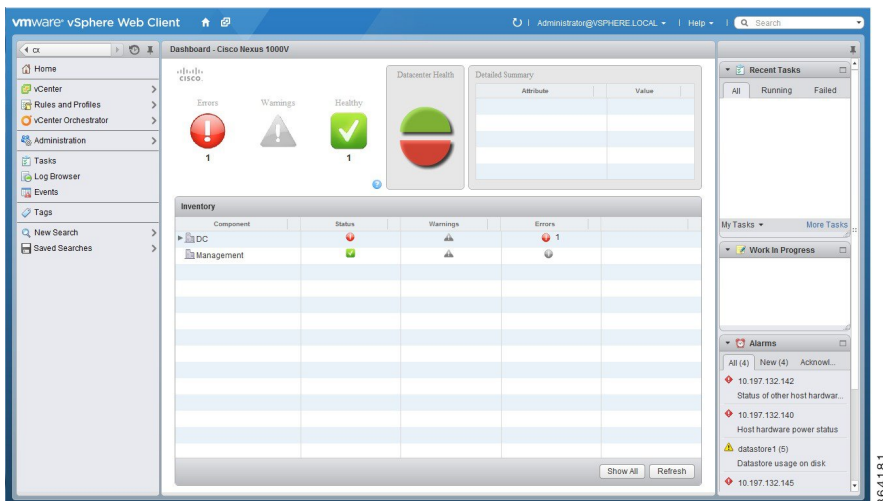 vmware® vSphere Web Client
Administrator@VSPHERE.LOCAL
Help
Search
cx
Home
vCenter
Rules and Profiles
vCenter Orchestrator
Administration
Tasks
Log Browser
Events
Tags
New Search
Saved Searches
Dashboard - Cisco Nexus 1000V
CISCO.
Errors
Warnings
Healthy
1
1
Datacenter Health
Detailed Summary
Attribute
Value
Inventory
Component
Status
Warnings
Errors
DC
1
Management
Show All
Refresh
Recent Tasks
All
Running
Failed
My Tasks
More Tasks
Work In Progress
Alarms
All (4)
New (4)
Acknowl...
10.197.132.142
Status of other host hardwar...
10.197.132.140
Host hardware power status
datastore1 (5)
Datastore usage on disk
10.197.132.145